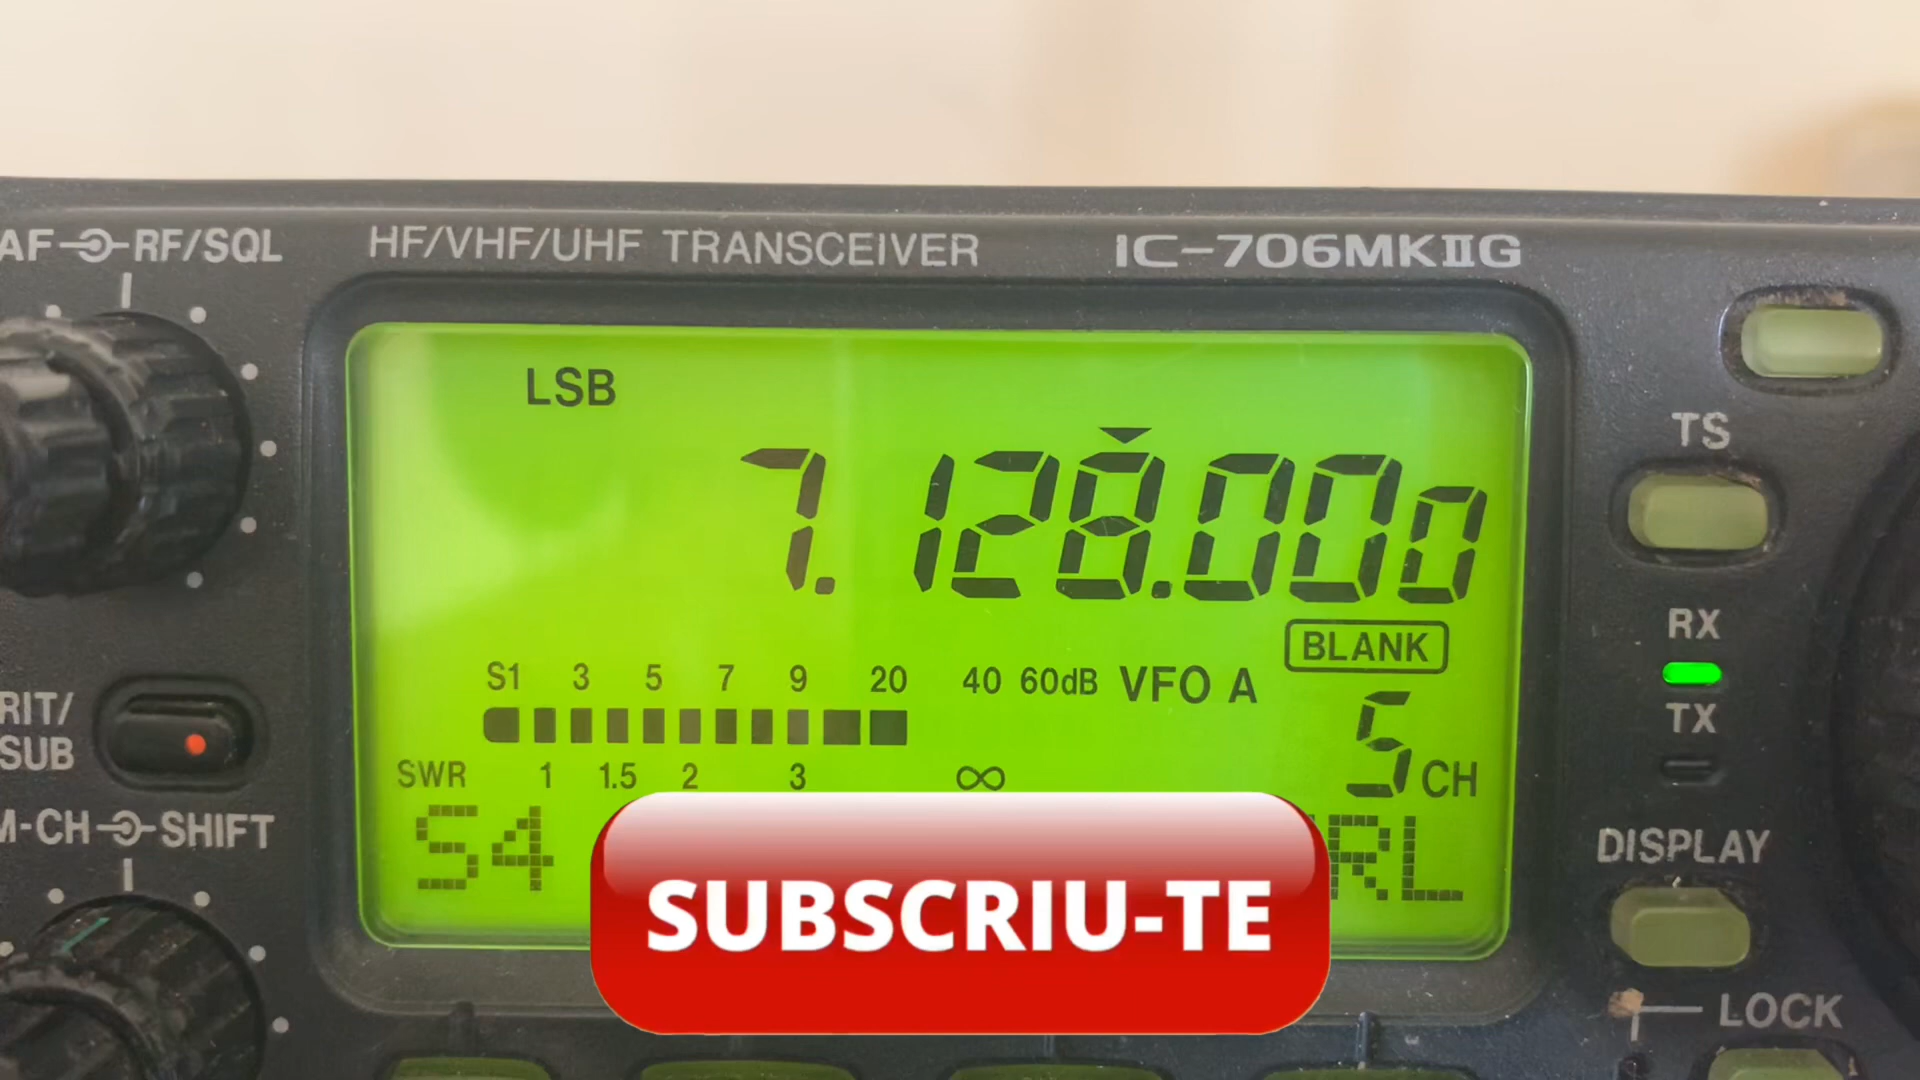 AF RF/SQL HF/VHF/UHF TRANSCEIVER IC-706MKIIG
LSB
TS
7.128.000
BLANK
RX
S1 3 5 7 9 20 40 60dB VFO A
RIT/
SUB
5 CH
TX
SWR 1 1.5 2 3 ∞
M-CH SHIFT
S4 RL
DISPLAY
SUBSCRIU-TE
LOCK